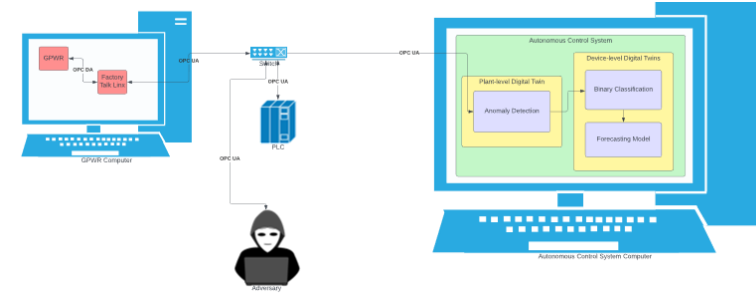 Autonomous Control System
GPWR
OPC DA
Factory
Talk Linx
OPC UA
Switch
OPC UA
OPC UA
Device-level Digital Twins
Plant-level Digital Twin
Binary Classification
Anomaly Detection
Forecasting Model
PLC
GPWR Computer
OPC UA
Adversary
Autonomous Control System Computer